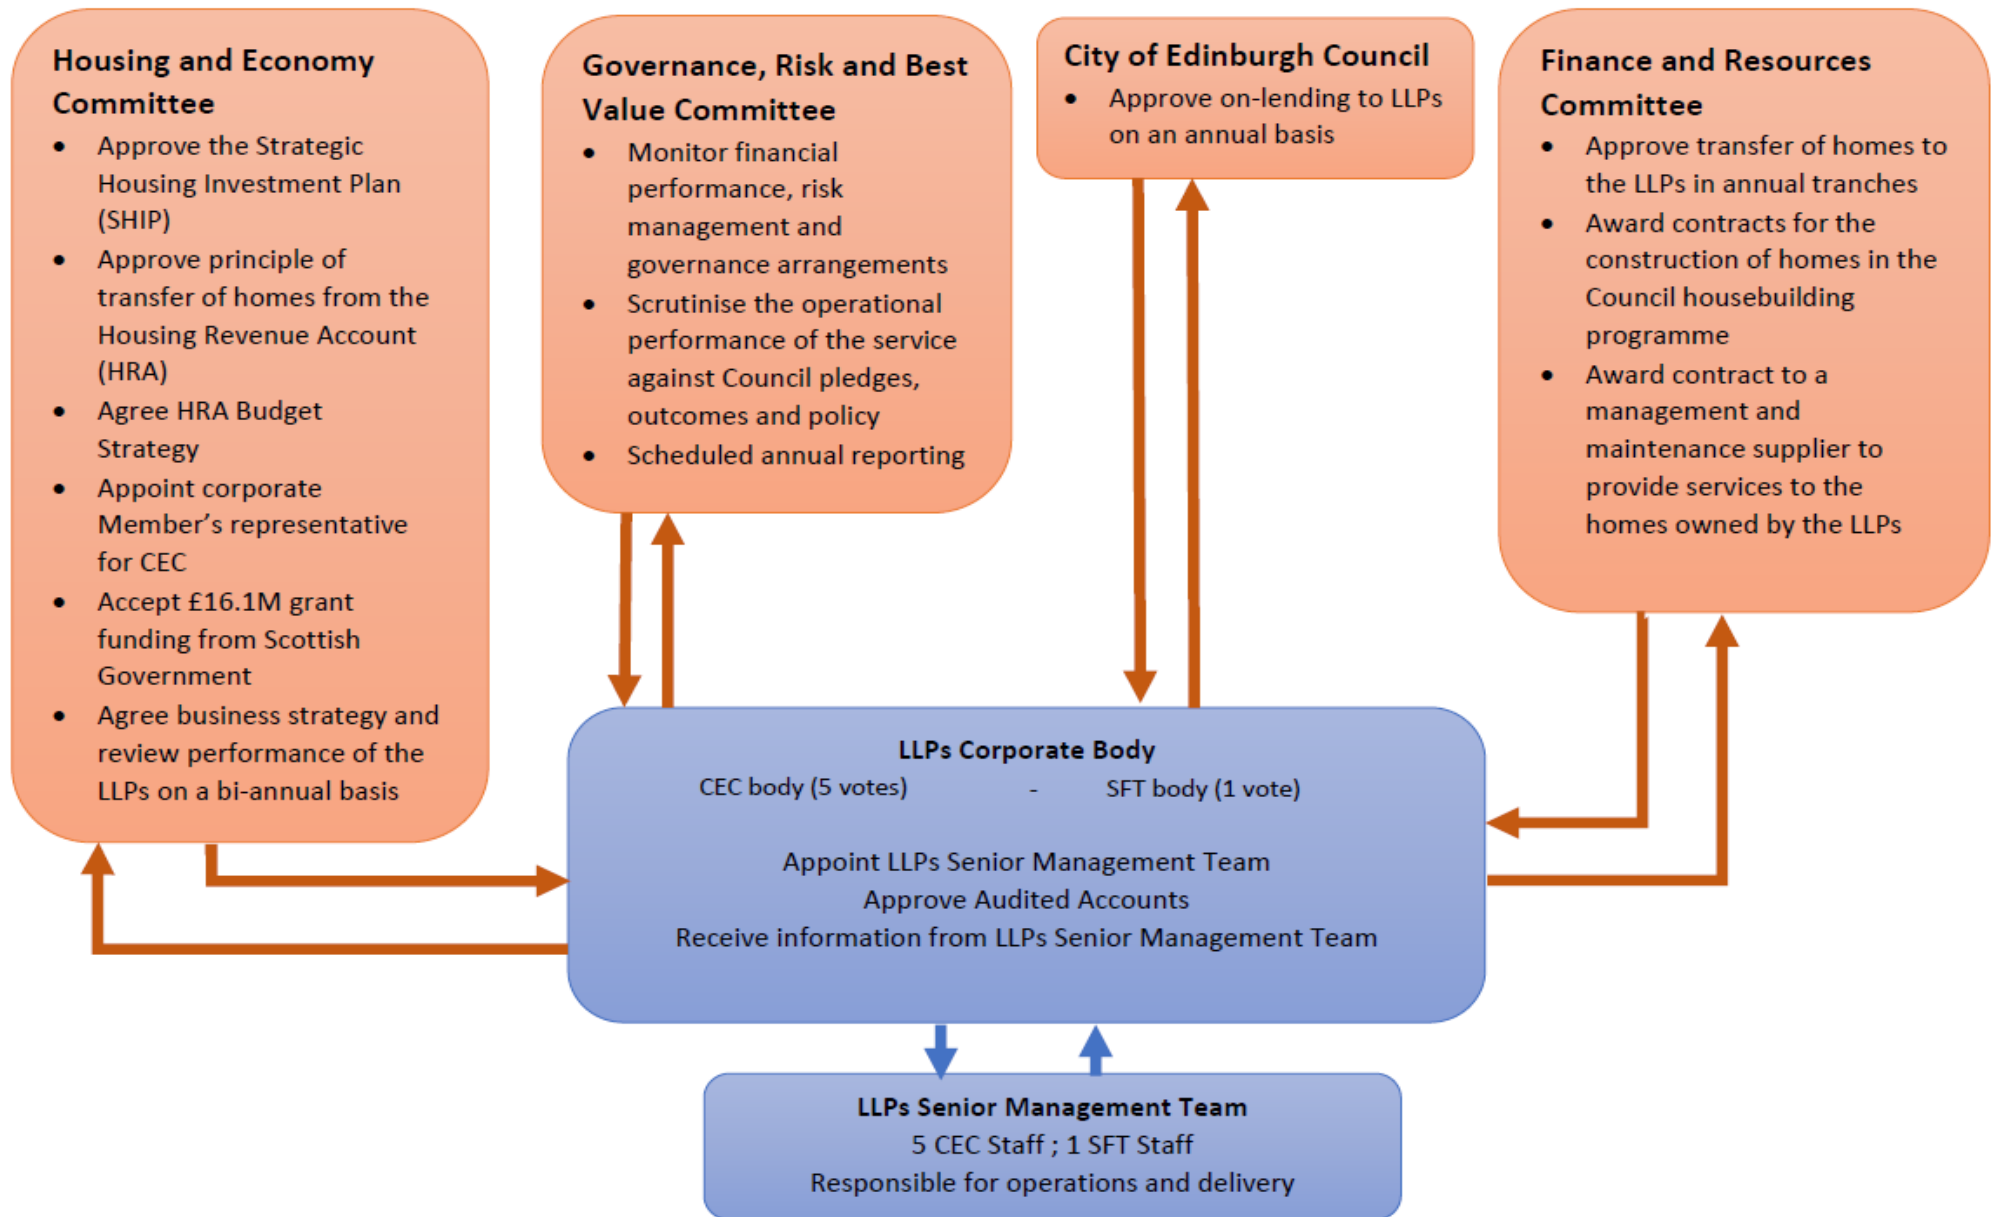 Housing and Economy
Committee
• Approve the Strategic
Housing Investment Plan
(SHIP)
• Approve principle of
transfer of homes from the
Housing Revenue Account
(HRA)
• Agree HRA Budget
Strategy
• Appoint corporate
Member’s representative
for CEC
• Accept £16.1M grant
funding from Scottish
Government
• Agree business strategy and
review performance of the
LLPs on a bi-annual basis
Governance, Risk and Best
Value Committee
• Monitor financial
performance, risk
management and
governance arrangements
• Scrutinise the operational
performance of the service
against Council pledges,
outcomes and policy
• Scheduled annual reporting
City of Edinburgh Council
• Approve on-lending to LLPs
on an annual basis
Finance and Resources
Committee
• Approve transfer of homes to
the LLPs in annual tranches
• Award contracts for the
construction of homes in the
Council housebuilding
programme
• Award contract to a
management and
maintenance supplier to
provide services to the
homes owned by the LLPs
LLPs Corporate Body
CEC body (5 votes) - SFT body (1 vote)
Appoint LLPs Senior Management Team
Approve Audited Accounts
Receive information from LLPs Senior Management Team
LLPs Senior Management Team
5 CEC Staff ; 1 SFT Staff
Responsible for operations and delivery